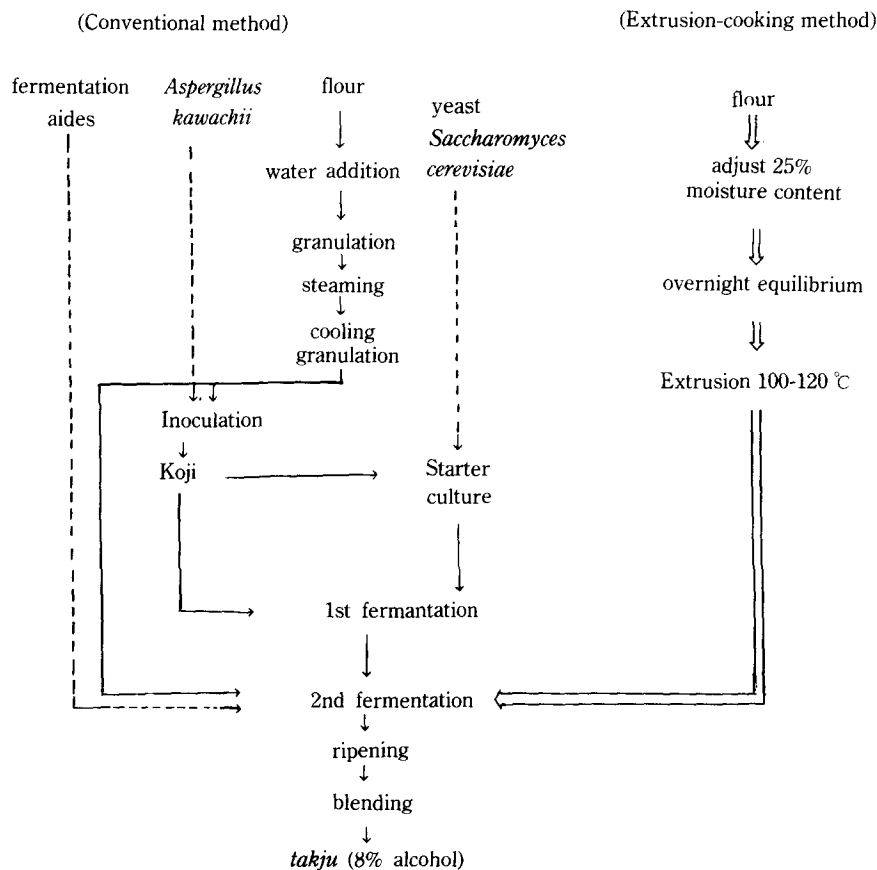 (Conventional method)
(Extrusion-cooking method)
fermentation
aides
Aspergillus
kawachii
flour
yeast
Saccharomyces
cerevisiae
flour
water addition
adjust 25%
moisture content
granulation
steaming
overnight equilibrium
cooling
granulation
Extrusion 100-120 ℃
Inoculation
Koji
Starter
culture
1st fermantation
2nd fermentation
ripening
blending
takju (8% alcohol)